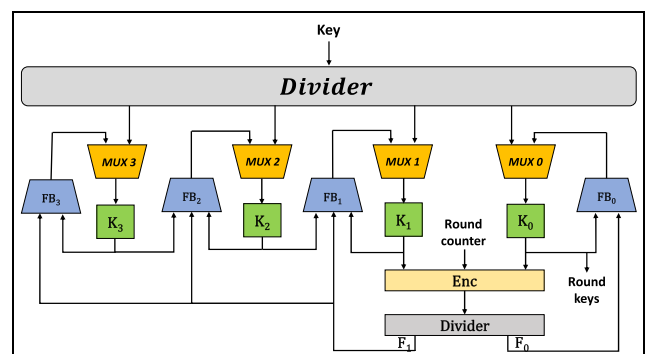 Key
Divider
MUX 3
MUX 2
MUX 1
MUX 0
FB₃
FB₂
FB₁
FB₀
K₃
K₂
K₁
K₀
Round
counter
Enc
Round
keys
Divider
F₁
F₀